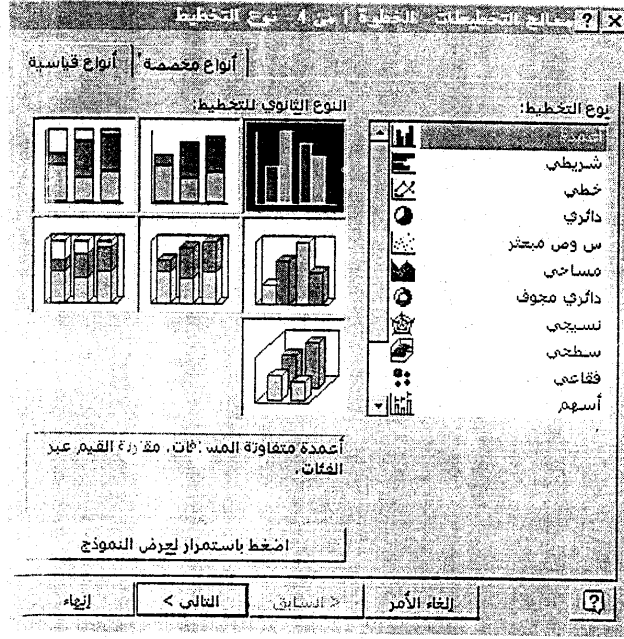 معالج التخطيطات - الخطوة 1 من 4 - نوع التخطيط
أنواع قياسية
أنواع مخصصة
نوع التخطيط:
أعمدة
شريطي
خطي
دائري
س وص مبعثر
مساحي
دائري مجوف
نسيجي
سطحي
فقاعي
أسهم
النوع الثانوي للتخطيط:
أعمدة متفاوتة المسافات. مقارنة القيم عبر
الفئات.
اضغط باستمرار لعرض النموذج
إلغاء الأمر
< السابق
التالي >
إنهاء